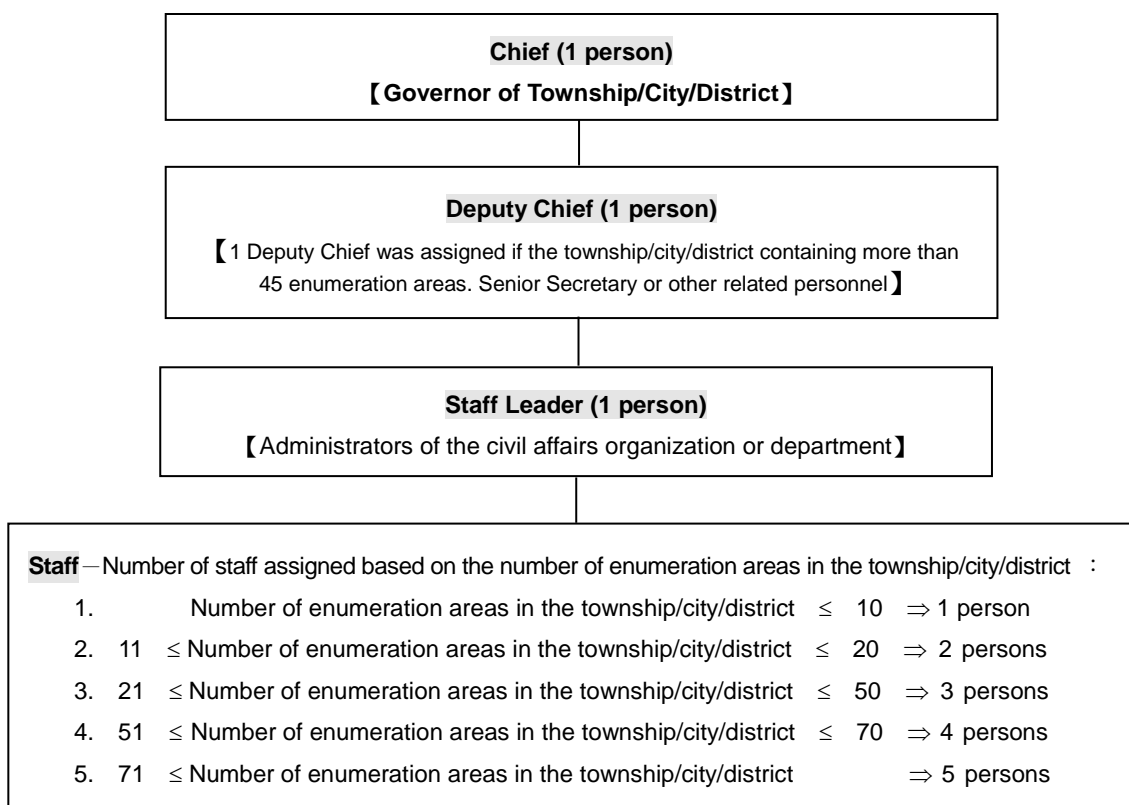 Chief (1 person)
【Governor of Township/City/District】
Deputy Chief (1 person)
【1 Deputy Chief was assigned if the township/city/district containing more than
45 enumeration areas. Senior Secretary or other related personnel】
Staff Leader (1 person)
【Administrators of the civil affairs organization or department】
Staff－Number of staff assigned based on the number of enumeration areas in the township/city/district：
1. Number of enumeration areas in the township/city/district ≤ 10 ⇒ 1 person
2. 11 ≤ Number of enumeration areas in the township/city/district ≤ 20 ⇒ 2 persons
3. 21 ≤ Number of enumeration areas in the township/city/district ≤ 50 ⇒ 3 persons
4. 51 ≤ Number of enumeration areas in the township/city/district ≤ 70 ⇒ 4 persons
5. 71 ≤ Number of enumeration areas in the township/city/district ⇒ 5 persons